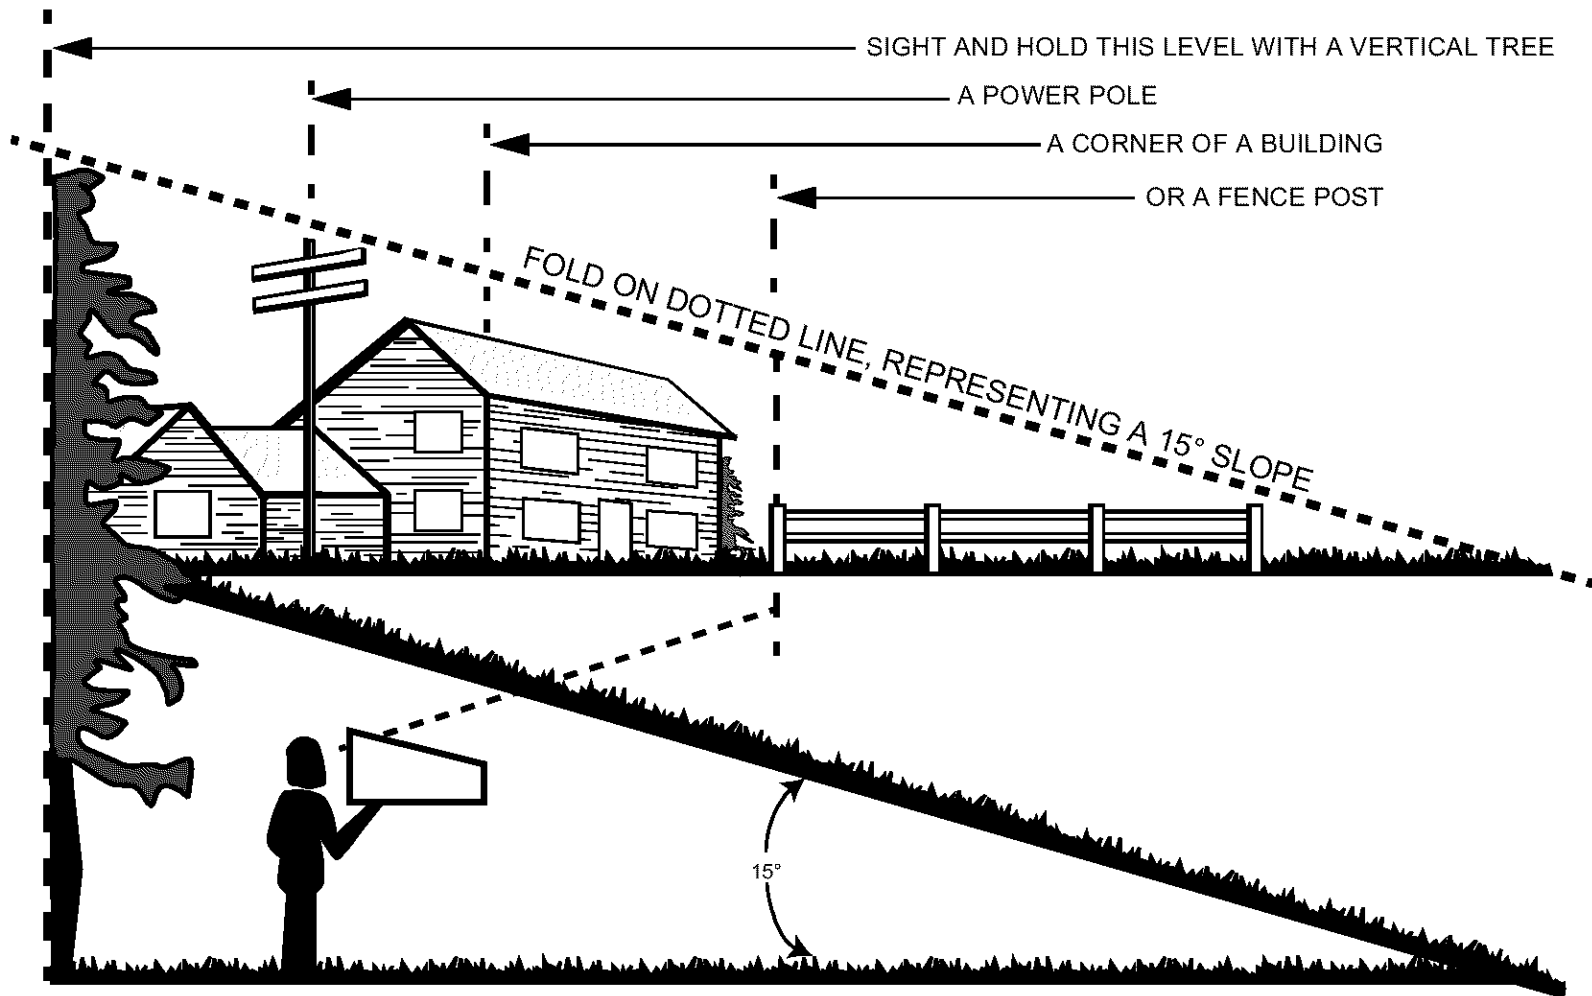 SIGHT AND HOLD THIS LEVEL WITH A VERTICAL TREE
A POWER POLE
A CORNER OF A BUILDING
OR A FENCE POST
FOLD ON DOTTED LINE, REPRESENTING A 15° SLOPE
15°